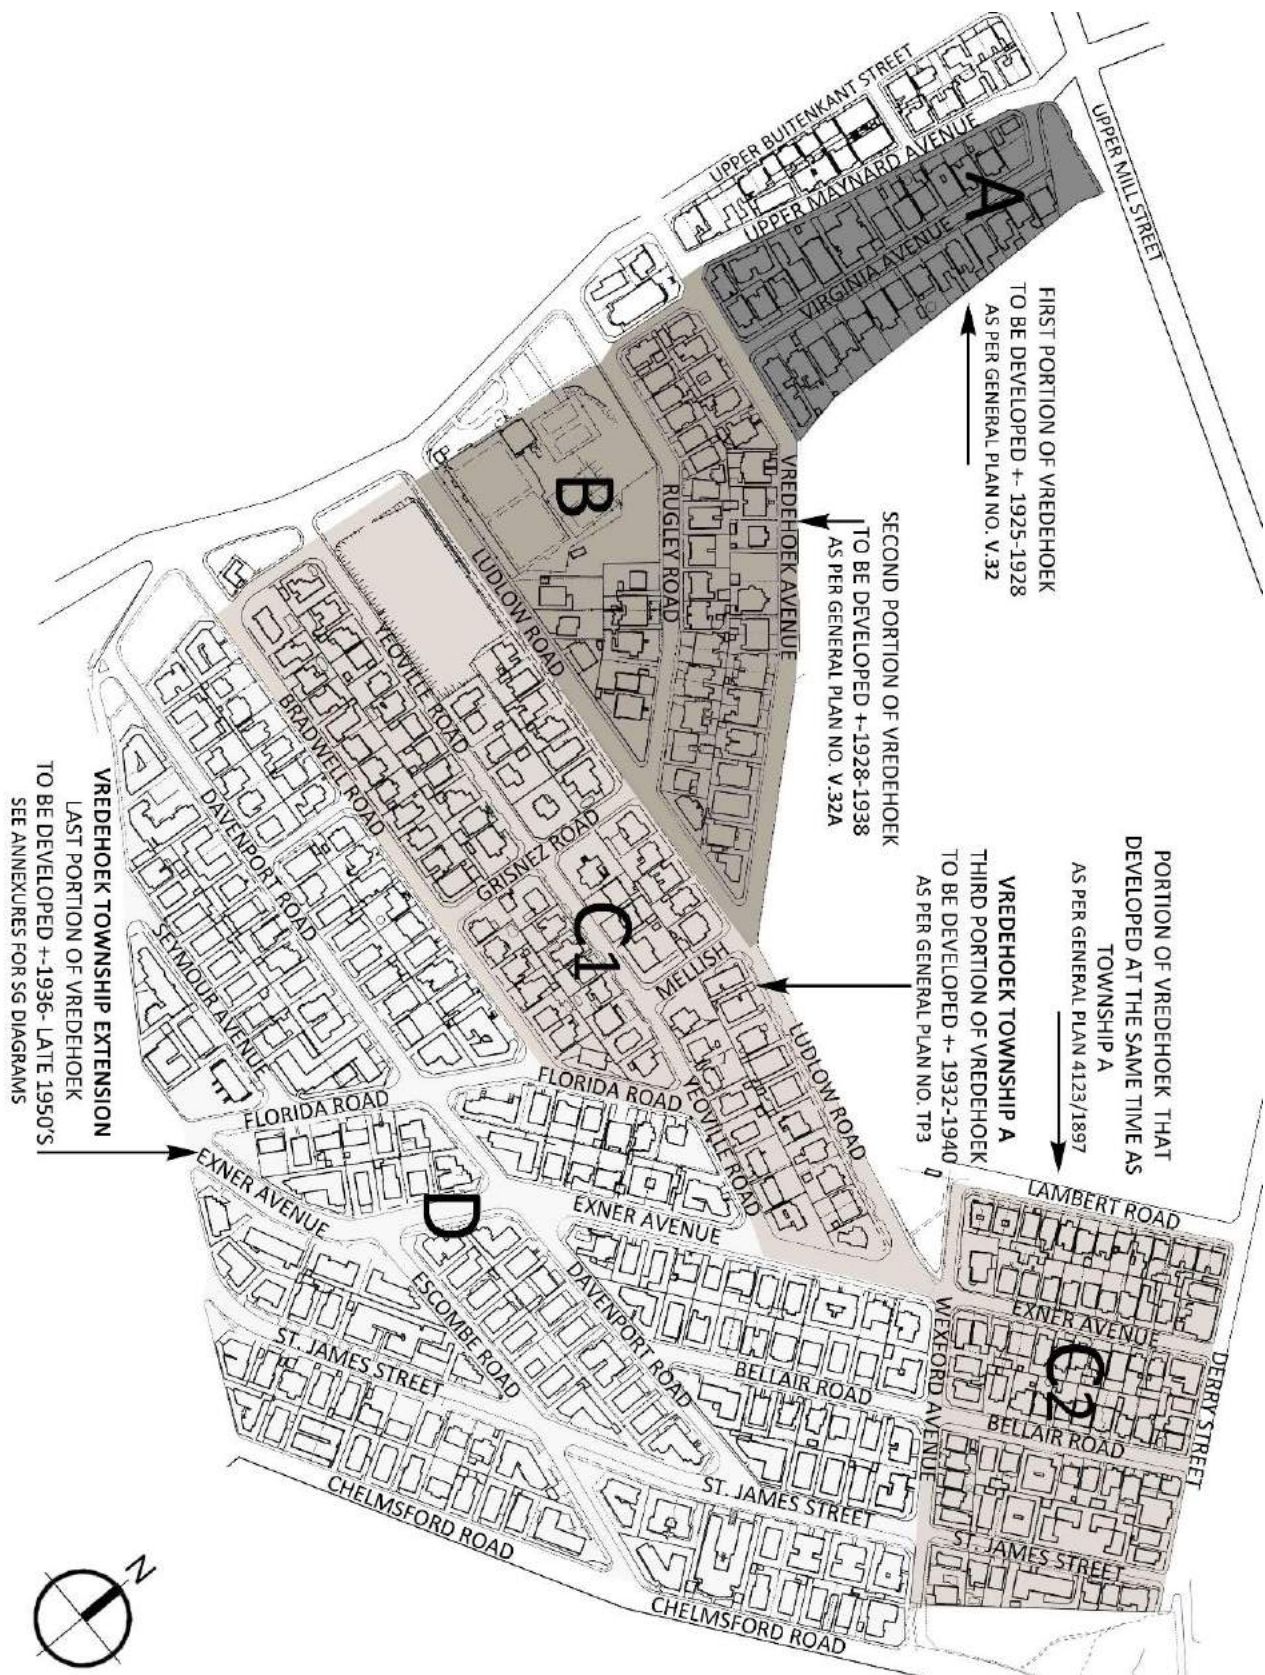 UPPER BUITENKANT STREET
UPPER MAYNARD AVENUE
UPPER MILL STREET
A
VIRGINIA AVENUE
FIRST PORTION OF VREDEHOEK
TO BE DEVELOPED +- 1925-1928
AS PER GENERAL PLAN NO. V.32
VREDEHOEK AVENUE
RUGLEY ROAD
B
LUDLOW ROAD
SECOND PORTION OF VREDEHOEK
TO BE DEVELOPED +-1928-1938
AS PER GENERAL PLAN NO. V.32A
YEOVILLE ROAD
BRADWELL ROAD
GRISNEZ ROAD
C1
MELLISH
LUDLOW ROAD
YEOVILLE ROAD
VREDEHOEK TOWNSHIP A
THIRD PORTION OF VREDEHOEK
TO BE DEVELOPED +- 1932-1940
AS PER GENERAL PLAN NO. TP3
PORTION OF VREDEHOEK THAT
DEVELOPED AT THE SAME TIME AS
TOWNSHIP A
AS PER GENERAL PLAN 4123/1897
LAMBERT ROAD
EXNER AVENUE
C2
DERRY STREET
BELLAIR ROAD
WEXFORD AVENUE
ST. JAMES STREET
DAVENPORT ROAD
SEYMOUR AVENUE
FLORIDA ROAD
FLORIDA ROAD
EXNER AVENUE
EXNER AVENUE
D
ESCOMBE ROAD
DAVENPORT ROAD
BELLAIR ROAD
ST. JAMES STREET
ST. JAMES STREET
CHELMSFORD ROAD
CHELMSFORD ROAD
VREDEHOEK TOWNSHIP EXTENSION
LAST PORTION OF VREDEHOEK
TO BE DEVELOPED +-1936- LATE 1950'S
SEE ANNEXURES FOR SG DIAGRAMS
N